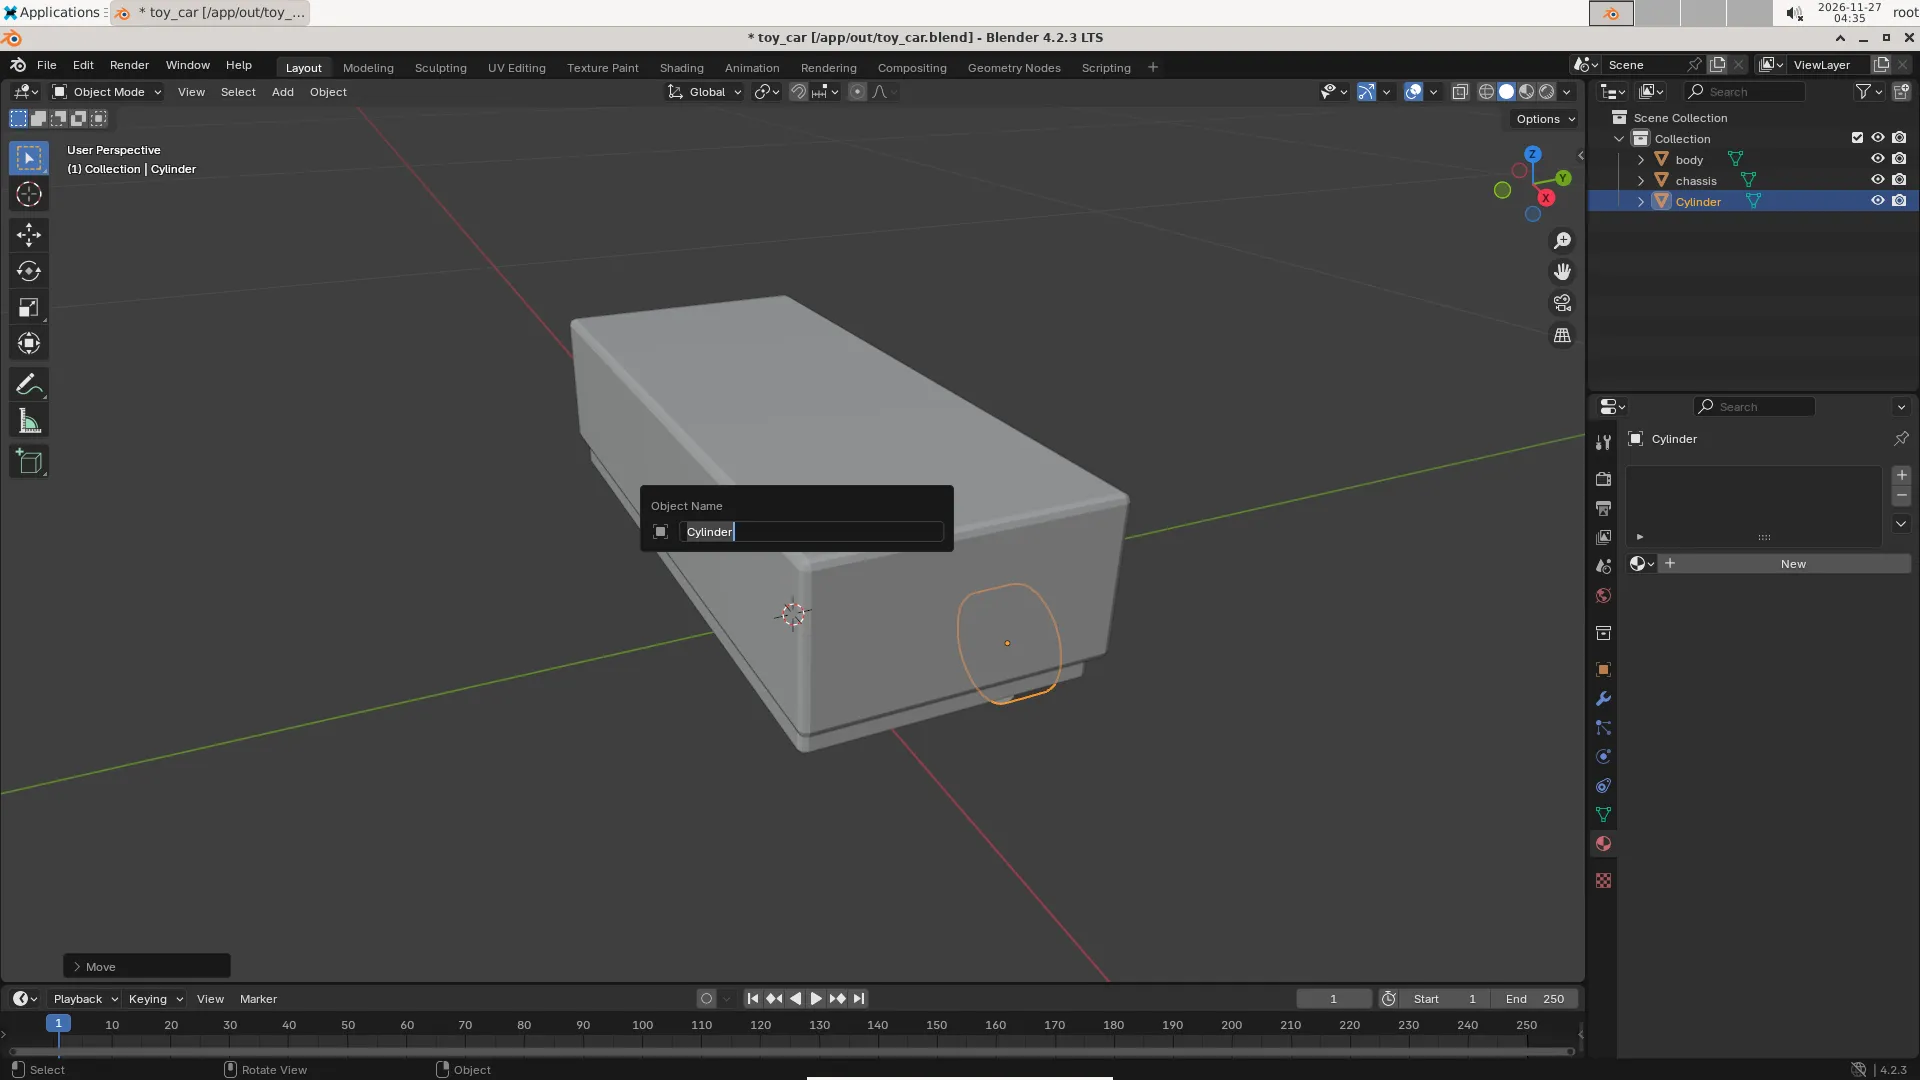 Applications
* toy_car [/app/out/toy_...
2026-11-27
04:35
root
* toy_car [/app/out/toy_car.blend] - Blender 4.2.3 LTS
File Edit Render Window Help
Layout Modeling Sculpting UV Editing Texture Paint Shading Animation Rendering Compositing Geometry Nodes Scripting
Scene
ViewLayer
Object Mode View Select Add Object
Global
Search
Options
User Perspective
(1) Collection | Cylinder
Z
Y
X
Scene Collection
Collection
body
chassis
Cylinder
Search
Cylinder
New
Object Name
Cylinder
Move
Playback Keying View Marker
1
Start 1
End 250
1 10 20 30 40 50 60 70 80 90 100 110 120 130 140 150 160 170 180 190 200 210 220 230 240 250
Select
Rotate View
Object
4.2.3